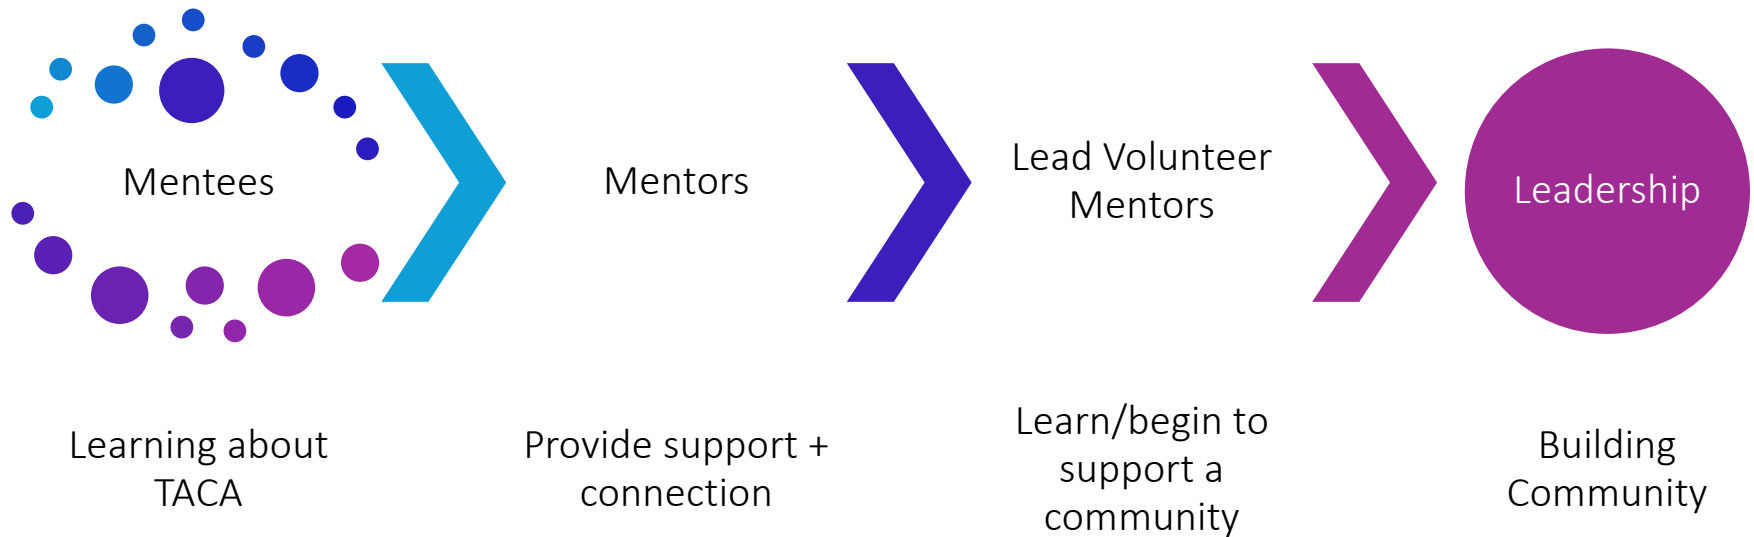 Mentees
Mentors
Lead Volunteer
Mentors
Leadership
Learning about
TACA
Provide support +
connection
Learn/begin to
support a
community
Building
Community